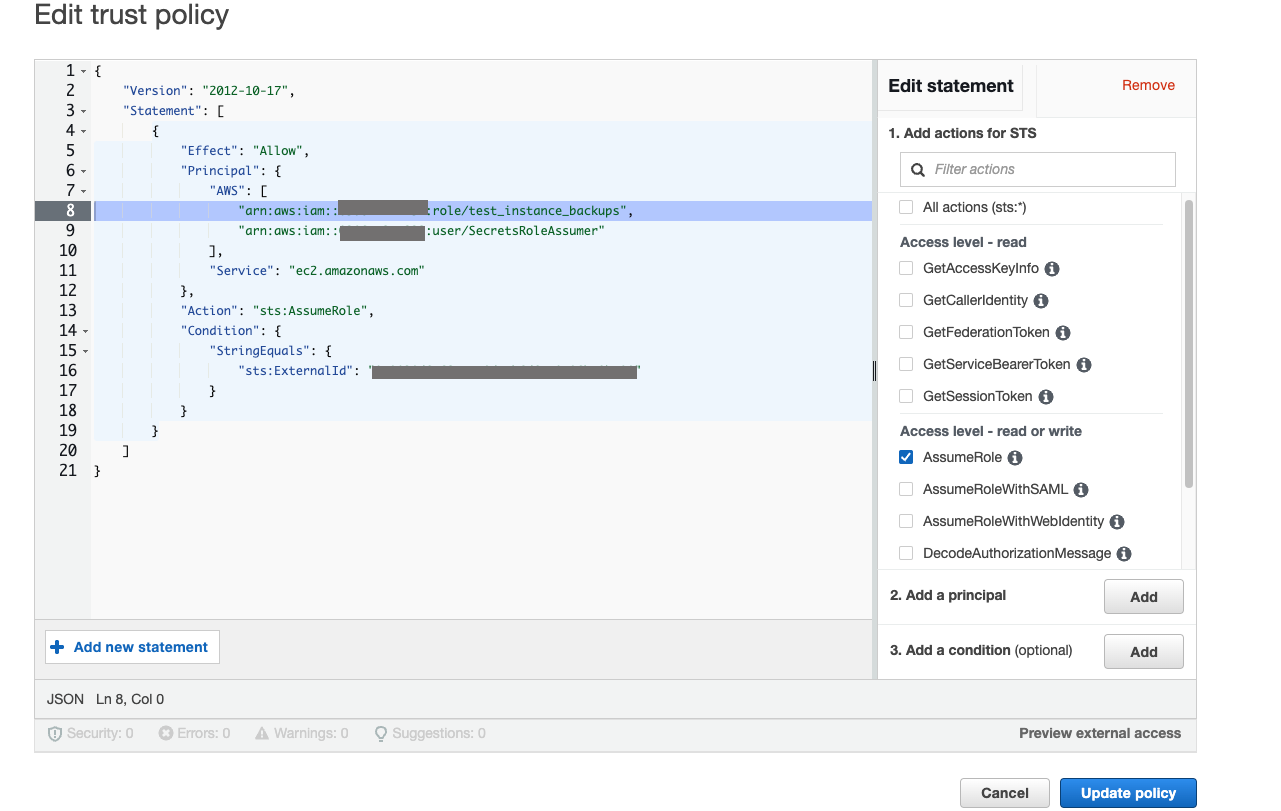 Edit trust policy
1 {
2 "Version": "2012-10-17",
3 "Statement": [
4 {
5 "Effect": "Allow",
6 "Principal": {
7 "AWS": [
8 "arn:aws:iam:: :role/test_instance_backups",
9 "arn:aws:iam:: :user/SecretsRoleAssumer"
10 ],
11 "Service": "ec2.amazonaws.com"
12 },
13 "Action": "sts:AssumeRole",
14 "Condition": {
15 "StringEquals": {
16 "sts:ExternalId": " "
17 }
18 }
19 }
20 ]
21 }
Add new statement
Edit statement
Remove
1. Add actions for STS
Filter actions
All actions (sts:*)
Access level - read
GetAccessKeyInfo
GetCallerIdentity
GetFederationToken
GetServiceBearerToken
GetSessionToken
Access level - read or write
AssumeRole
AssumeRoleWithSAML
AssumeRoleWithWebIdentity
DecodeAuthorizationMessage
2. Add a principal
Add
3. Add a condition (optional)
Add
JSON Ln 8, Col 0
Security: 0 Errors: 0 Warnings: 0 Suggestions: 0
Preview external access
Cancel
Update policy